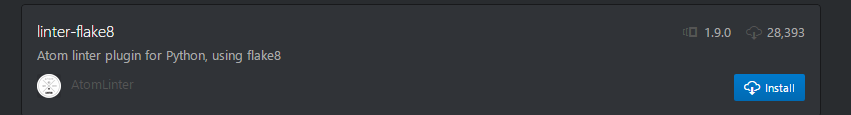 linter-flake8 1.9.0 28,393
Atom linter plugin for Python, using flake8
AtomLinter Install